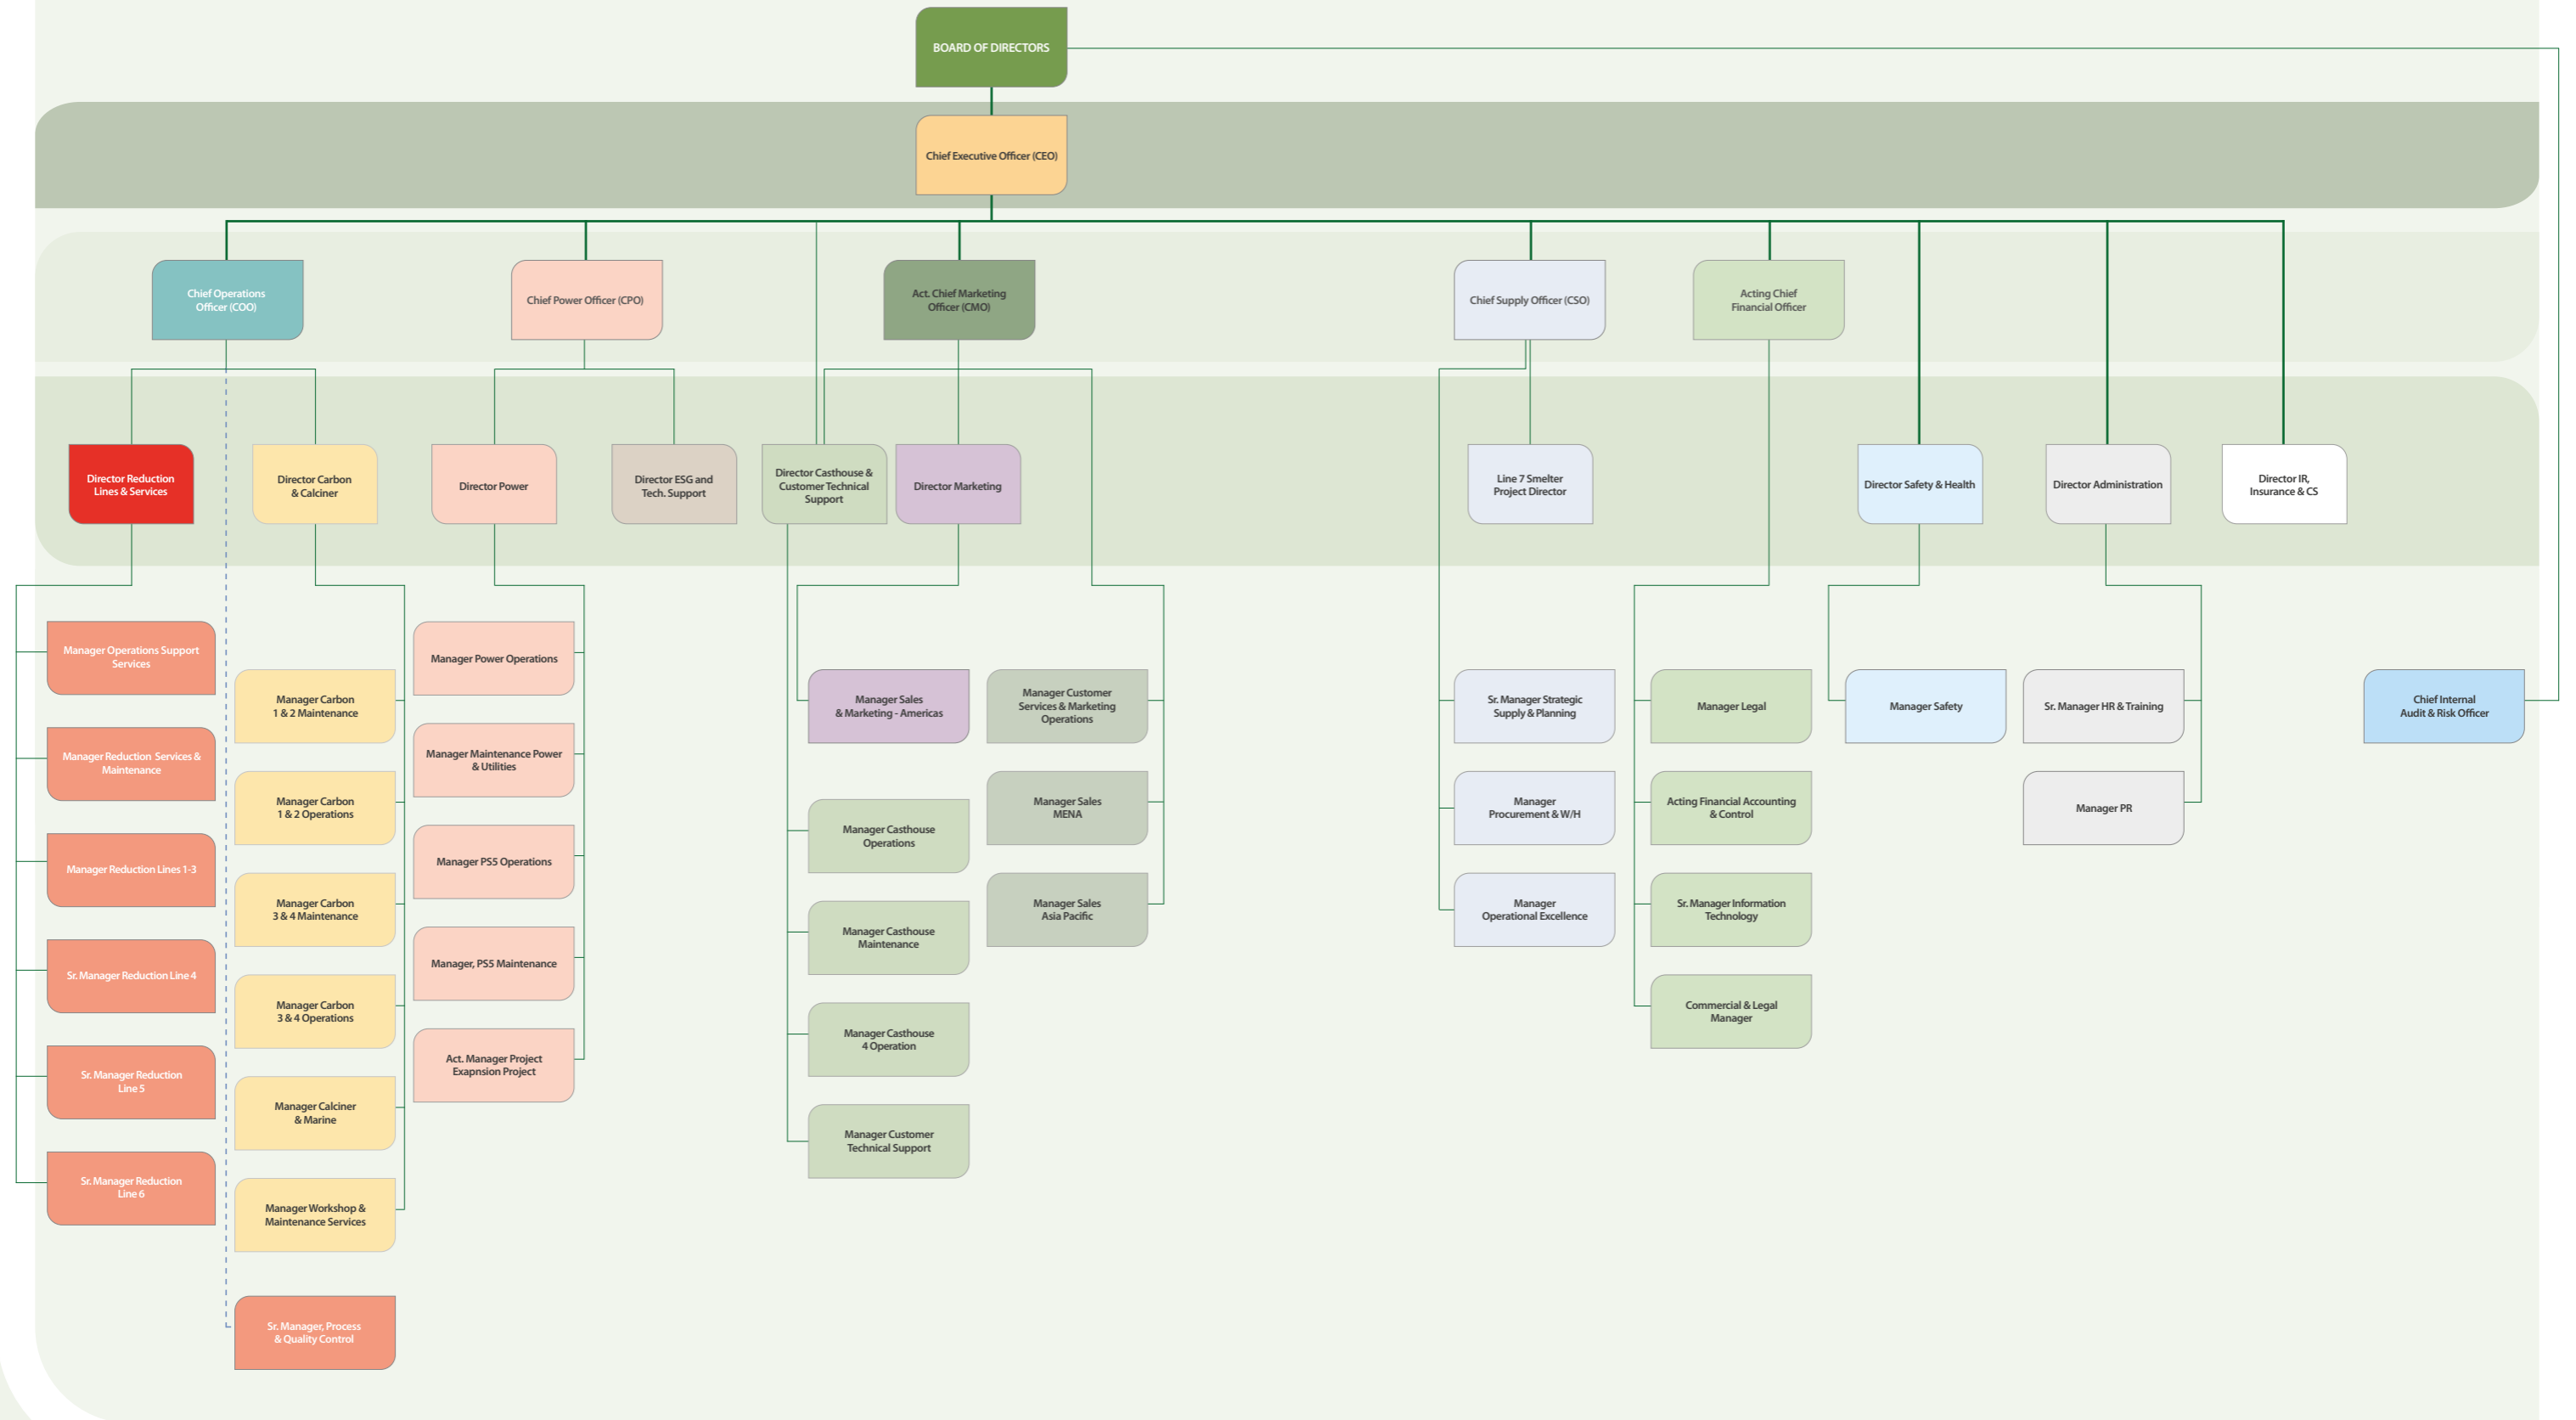 BOARD OF DIRECTORS
Chief Executive Officer (CEO)
Chief Operations
Officer (COO)
Chief Power Officer (CPO)
Act. Chief Marketing
Officer (CMO)
Chief Supply Officer (CSO)
Acting Chief
Financial Officer
Director Reduction
Lines & Services
Director Carbon
& Calciner
Director Power
Director ESG and
Tech. Support
Director Casthouse &
Customer Technical
Support
Director Marketing
Line 7 Smelter
Project Director
Director Safety & Health
Director Administration
Director IR,
Insurance & CS
Manager Operations Support
Services
Manager Reduction Services &
Maintenance
Manager Reduction Lines 1-3
Sr. Manager Reduction Line 4
Sr. Manager Reduction
Line 5
Sr. Manager Reduction
Line 6
Manager Carbon
1 & 2 Maintenance
Manager Carbon
1 & 2 Operations
Manager Carbon
3 & 4 Maintenance
Manager Carbon
3 & 4 Operations
Manager Calciner
& Marine
Manager Workshop &
Maintenance Services
Sr. Manager, Process
& Quality Control
Manager Power Operations
Manager Maintenance Power
& Utilities
Manager PS5 Operations
Manager, PS5 Maintenance
Act. Manager Project
Exapnsion Project
Manager Sales
& Marketing - Americas
Manager Casthouse
Operations
Manager Casthouse
Maintenance
Manager Casthouse
4 Operation
Manager Customer
Technical Support
Manager Customer
Services & Marketing
Operations
Manager Sales
MENA
Manager Sales
Asia Pacific
Sr. Manager Strategic
Supply & Planning
Manager
Procurement & W/H
Manager
Operational Excellence
Manager Legal
Acting Financial Accounting
& Control
Sr. Manager Information
Technology
Commercial & Legal
Manager
Manager Safety
Sr. Manager HR & Training
Manager PR
Chief Internal
Audit & Risk Officer